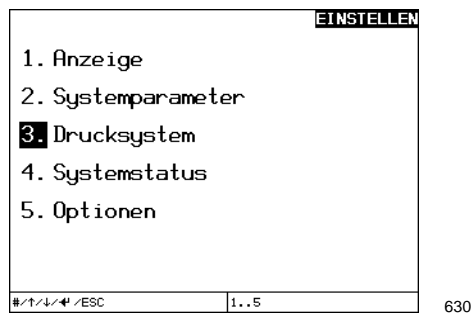 EINSTELLEN
1. Anzeige
2. Systemparameter
3. Drucksystem
4. Systemstatus
5. Optionen
#/↑/↓/↵ /ESC 1..5
630